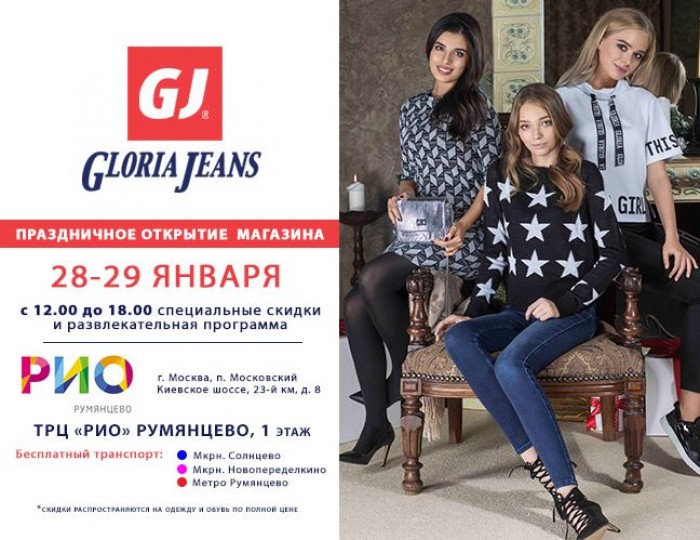 GJ®
GLORIA JEANS
ПРАЗДНИЧНОЕ ОТКРЫТИЕ МАГАЗИНА
28-29 ЯНВАРЯ
с 12.00 до 18.00 специальные скидки
и развлекательная программа
РИО
РУМЯНЦЕВО
г. Москва, п. Московский
Киевское шоссе, 23-й км, д. 8
ТРЦ «РИО» РУМЯНЦЕВО, 1 ЭТАЖ
Бесплатный транспорт:
Мкрн. Солнцево
Мкрн. Новопеределкино
Метро Румянцево
*СКИДКИ РАСПРОСТРАНЯЮТСЯ НА ОДЕЖДУ И ОБУВЬ ПО ПОЛНОЙ ЦЕНЕ
THIS
GIRL